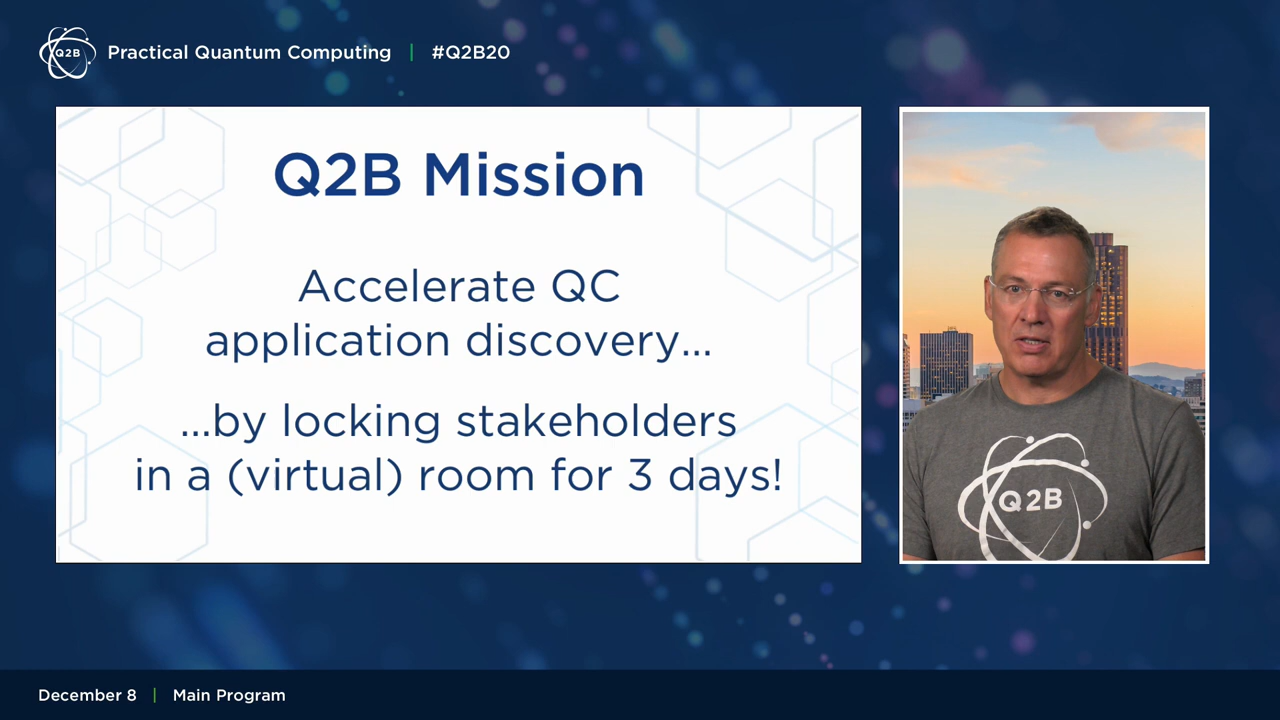 Q2B
Practical Quantum Computing | #Q2B20
Q2B Mission
Accelerate QC
application discovery...
...by locking stakeholders
in a (virtual) room for 3 days!
Q2B
December 8 | Main Program